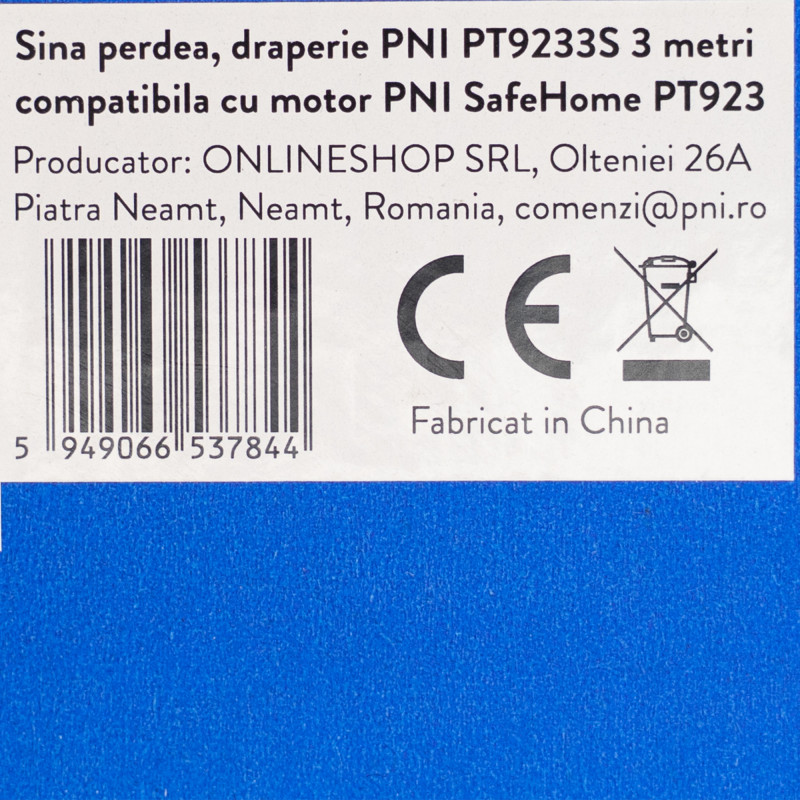 Sina perdea, draperie PNI PT9233S 3 metri
compatibila cu motor PNI SafeHome PT923
Producator: ONLINESHOP SRL, Olteniei 26A
Piatra Neamt, Neamt, Romania, comenzi@pni.ro
CE
Fabricat in China
5 949066 537844